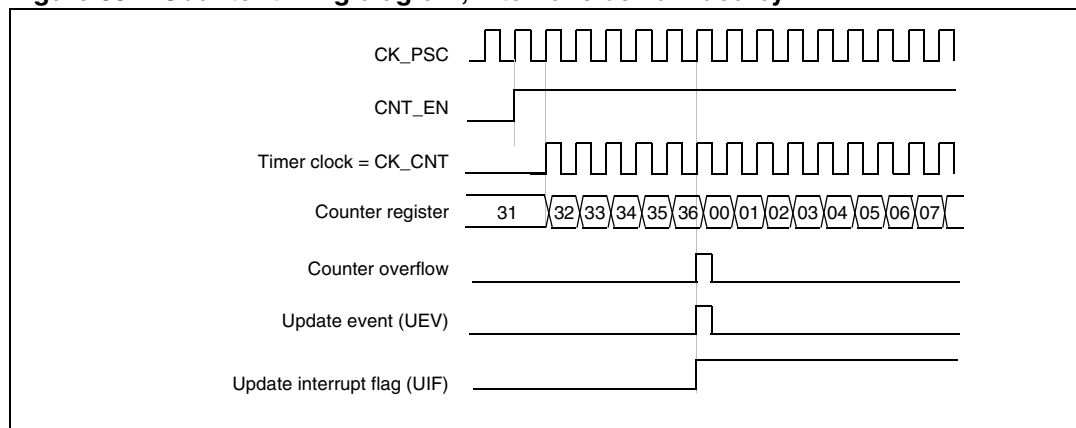 CK_PSC
CNT_EN
Timer clock = CK_CNT
Counter register 31 32 33 34 35 36 00 01 02 03 04 05 06 07
Counter overflow
Update event (UEV)
Update interrupt flag (UIF)